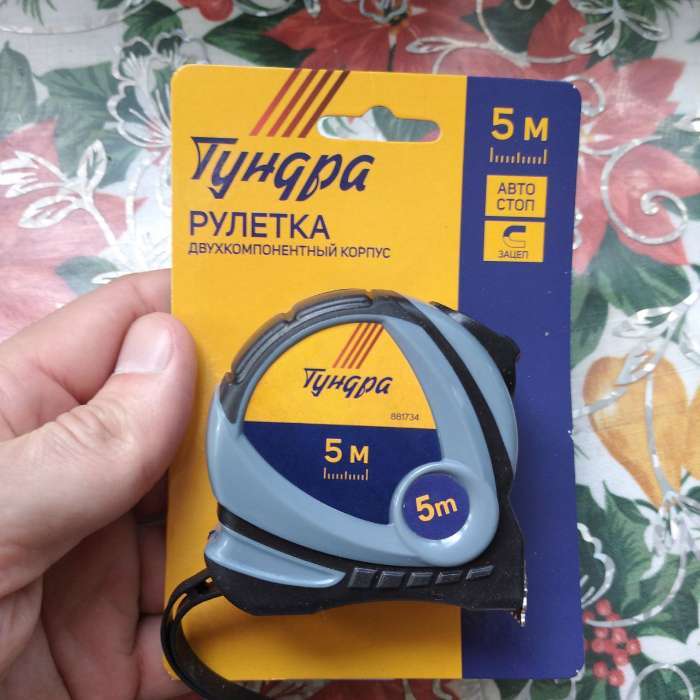 Тундра
РУЛЕТКА
ДВУХКОМПОНЕНТНЫЙ КОРПУС
5 М
АВТО
СТОП
ЗАЦЕП
Тундра
881734
5 М
5m